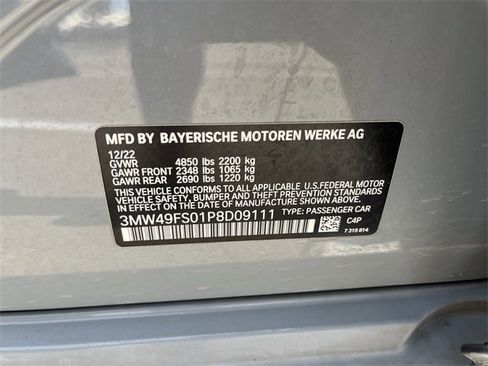 MFD BY BAYERISCHE MOTOREN WERKE AG
12/22
GVWR 4850 lbs 2200 kg
GAWR FRONT 2348 lbs 1065 kg
GAWR REAR 2690 lbs 1220 kg
THIS VEHICLE CONFORMS TO ALL APPLICABLE U.S.FEDERAL MOTOR
VEHICLE SAFETY, BUMPER, AND THEFT PREVENTION STANDARDS IN
EFFECT ON THE DATE OF MANUFACTURE SHOWN ABOVE.
3MW49FS01P8D09111 TYPE: PASSENGER CAR
C4P
7 315 814